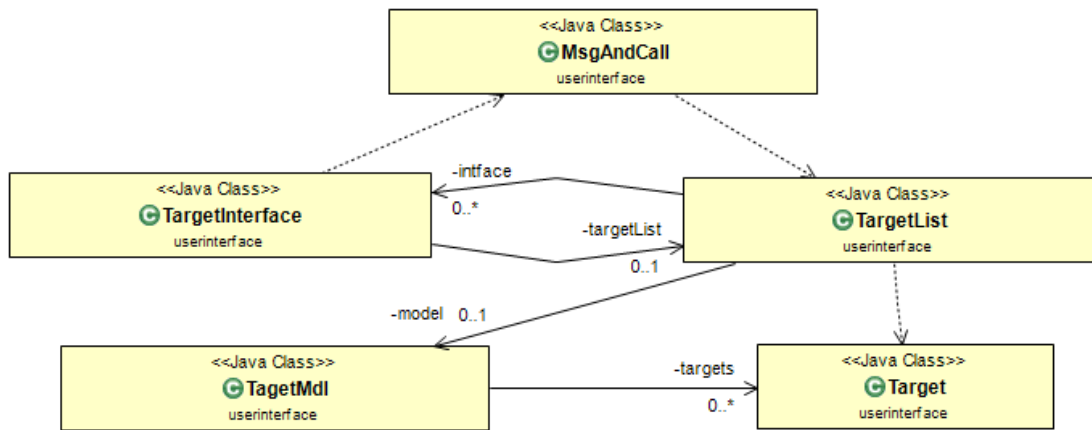 <<Java Class>>
MsgAndCall
userinterface
<<Java Class>>
TargetInterface
userinterface
-intface
0..*
-targetList
0..1
<<Java Class>>
TargetList
userinterface
-model
0..1
<<Java Class>>
TagetMdl
userinterface
-targets
0..*
<<Java Class>>
Target
userinterface